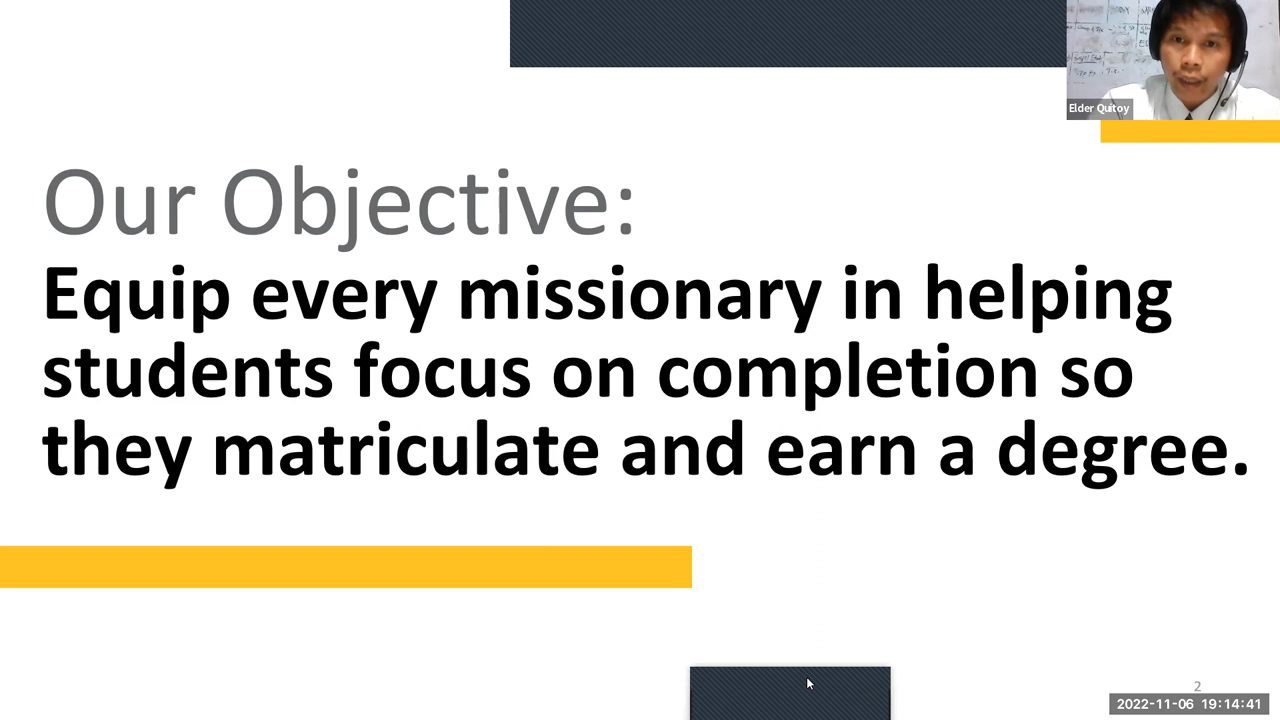 Elder Quitoy
Our Objective:
Equip every missionary in helping
students focus on completion so
they matriculate and earn a degree.
2
2022-11-06 19:14:41